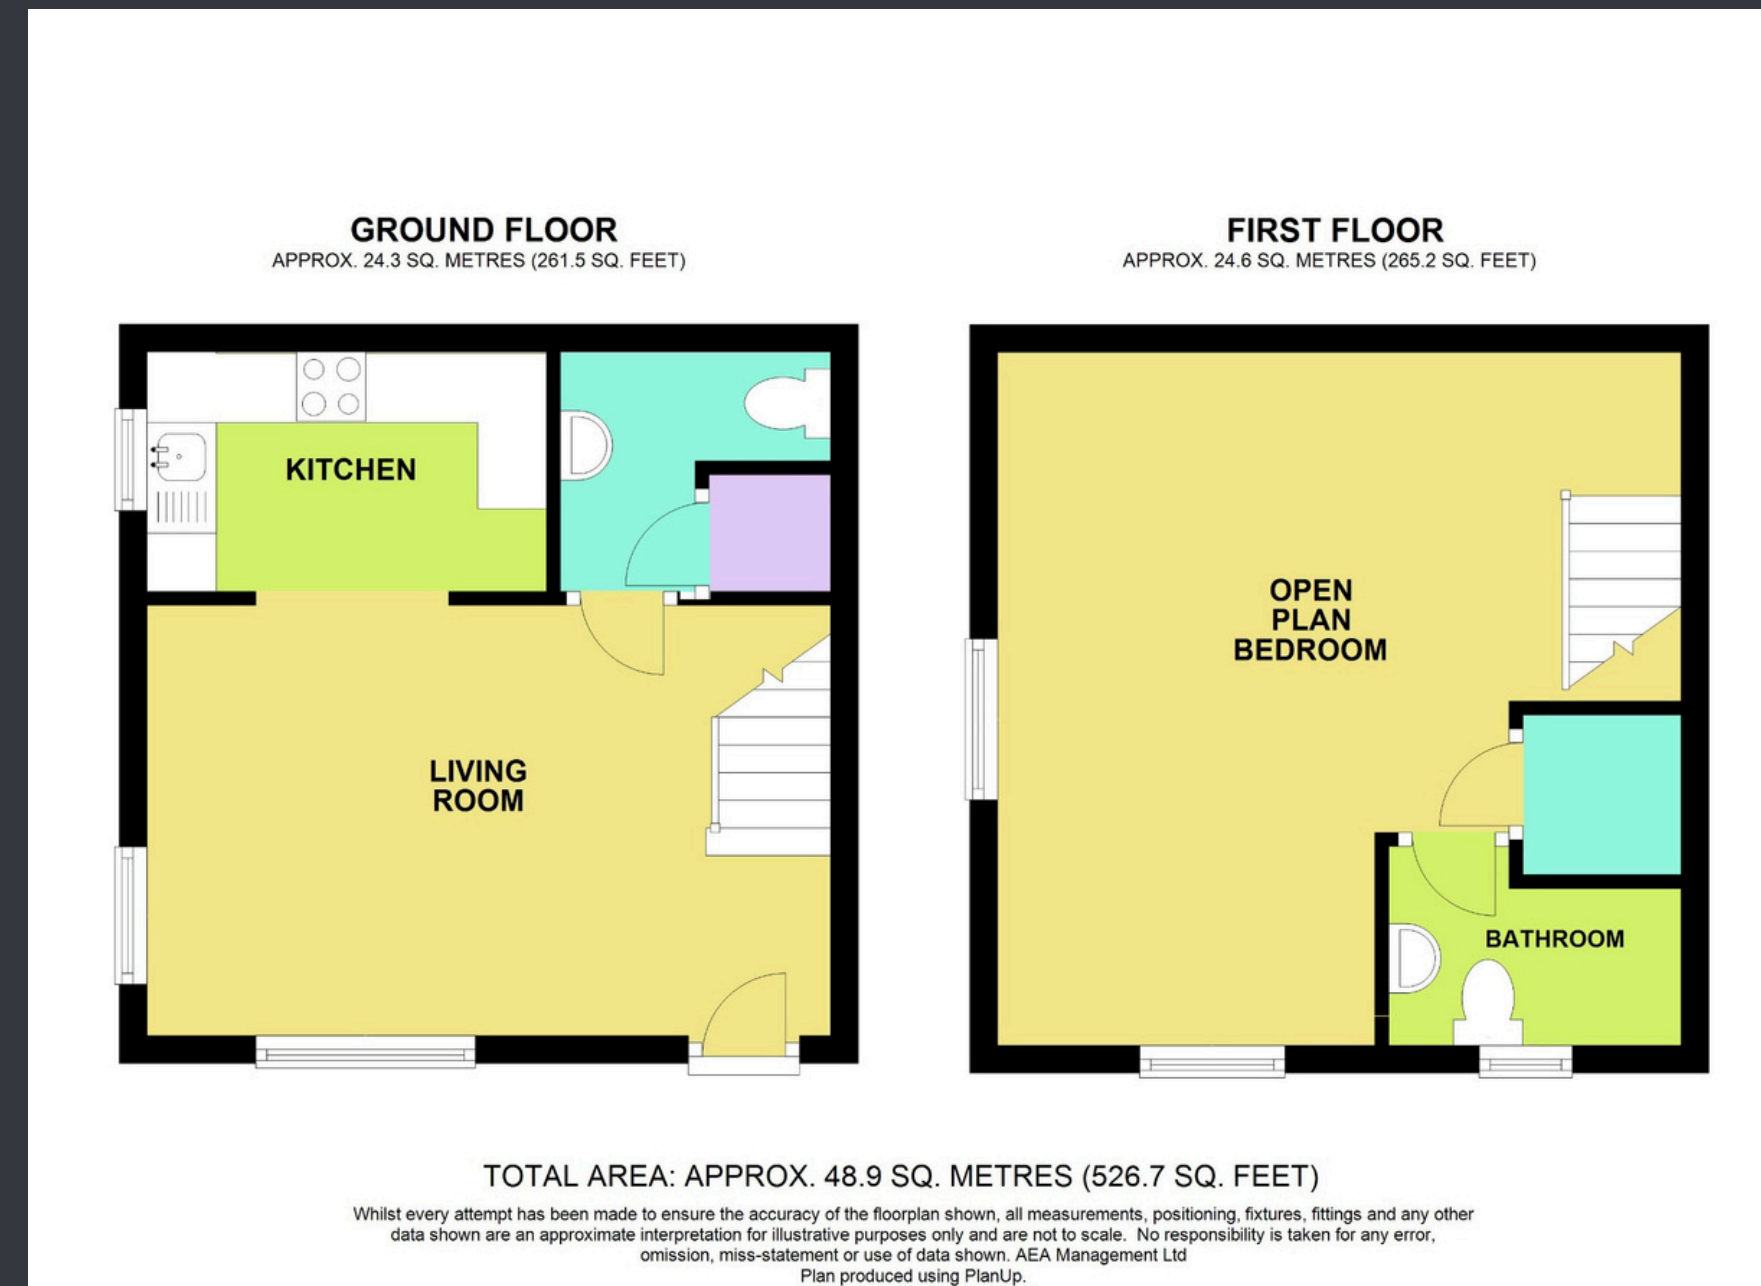 GROUND FLOOR
APPROX. 24.3 SQ. METRES (261.5 SQ. FEET)
KITCHEN
LIVING
ROOM
FIRST FLOOR
APPROX. 24.6 SQ. METRES (265.2 SQ. FEET)
OPEN
PLAN
BEDROOM
BATHROOM
TOTAL AREA: APPROX. 48.9 SQ. METRES (526.7 SQ. FEET)
Whilst every attempt has been made to ensure the accuracy of the floorplan shown, all measurements, positioning, fixtures, fittings and any other
data shown are an approximate interpretation for illustrative purposes only and are not to scale. No responsibility is taken for any error,
omission, miss-statement or use of data shown. AEA Management Ltd
Plan produced using PlanUp.